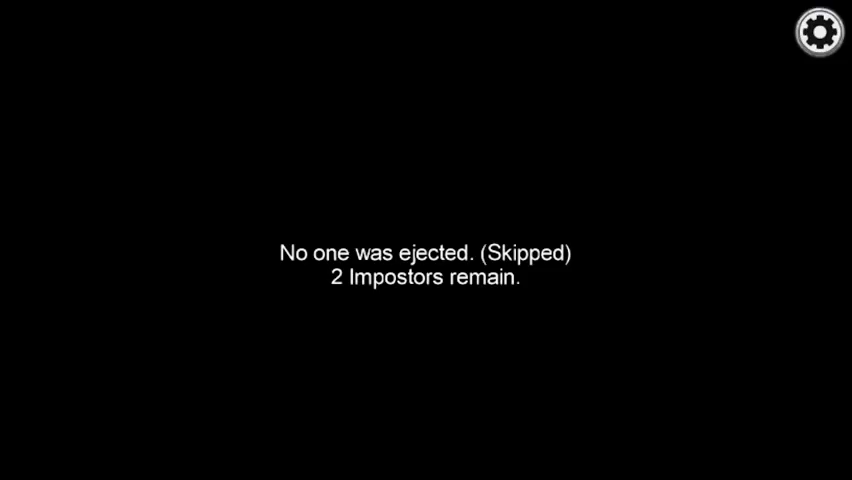 No one was ejected. (Skipped)
2 Impostors remain.